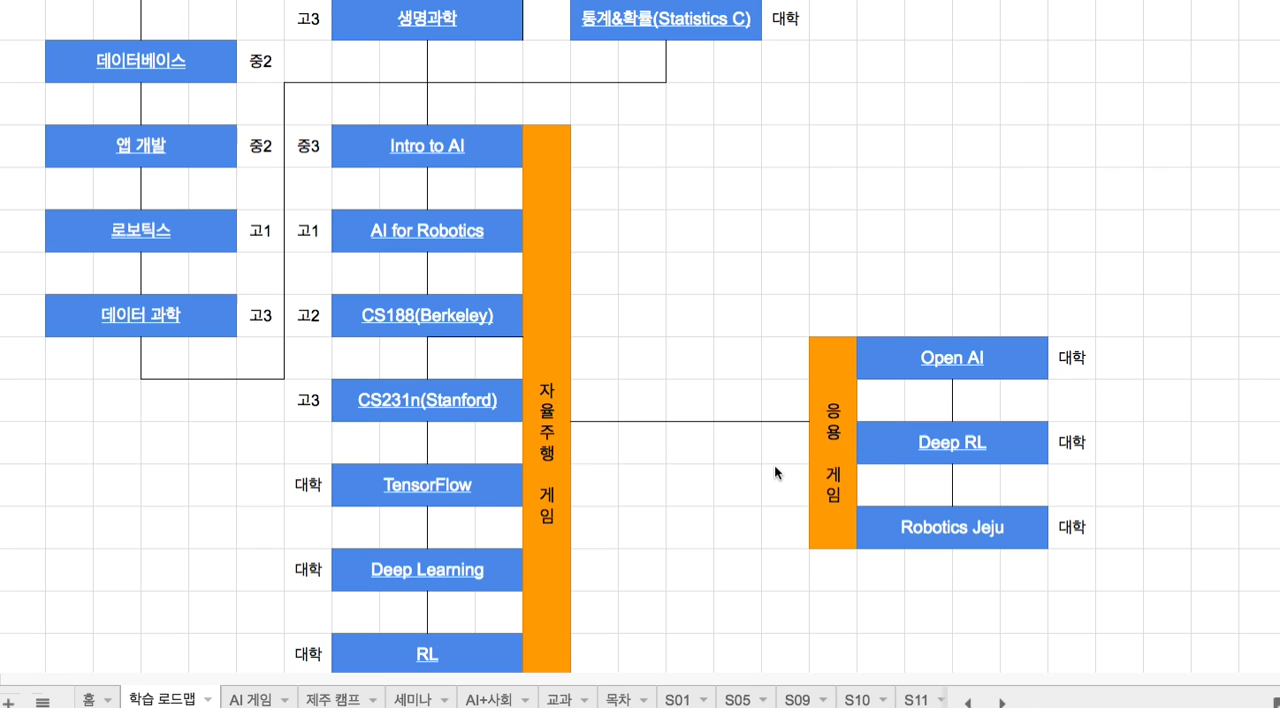 고3 생명과학 통계&확률(Statistics C) 대학
데이터베이스 중2
앱 개발 중2 중3 Intro to AI
로보틱스 고1 고1 AI for Robotics
데이터 과학 고3 고2 CS188(Berkeley)
Open AI 대학
고3 CS231n(Stanford)
자율주행 게임
응용 게임
Deep RL 대학
대학 TensorFlow
Robotics Jeju 대학
대학 Deep Learning
대학 RL
홈 학습 로드맵 AI 게임 제주 캠프 세미나 AI+사회 교과 목차 S01 S05 S09 S10 S11